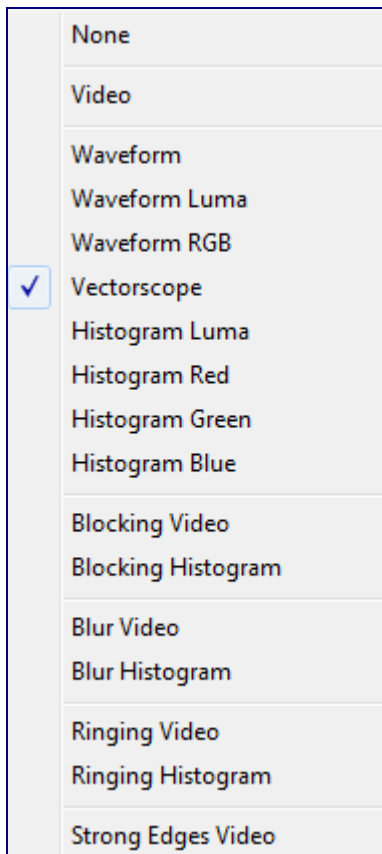 None
Video
Waveform
Waveform Luma
Waveform RGB
Vectorscope
Histogram Luma
Histogram Red
Histogram Green
Histogram Blue
Blocking Video
Blocking Histogram
Blur Video
Blur Histogram
Ringing Video
Ringing Histogram
Strong Edges Video